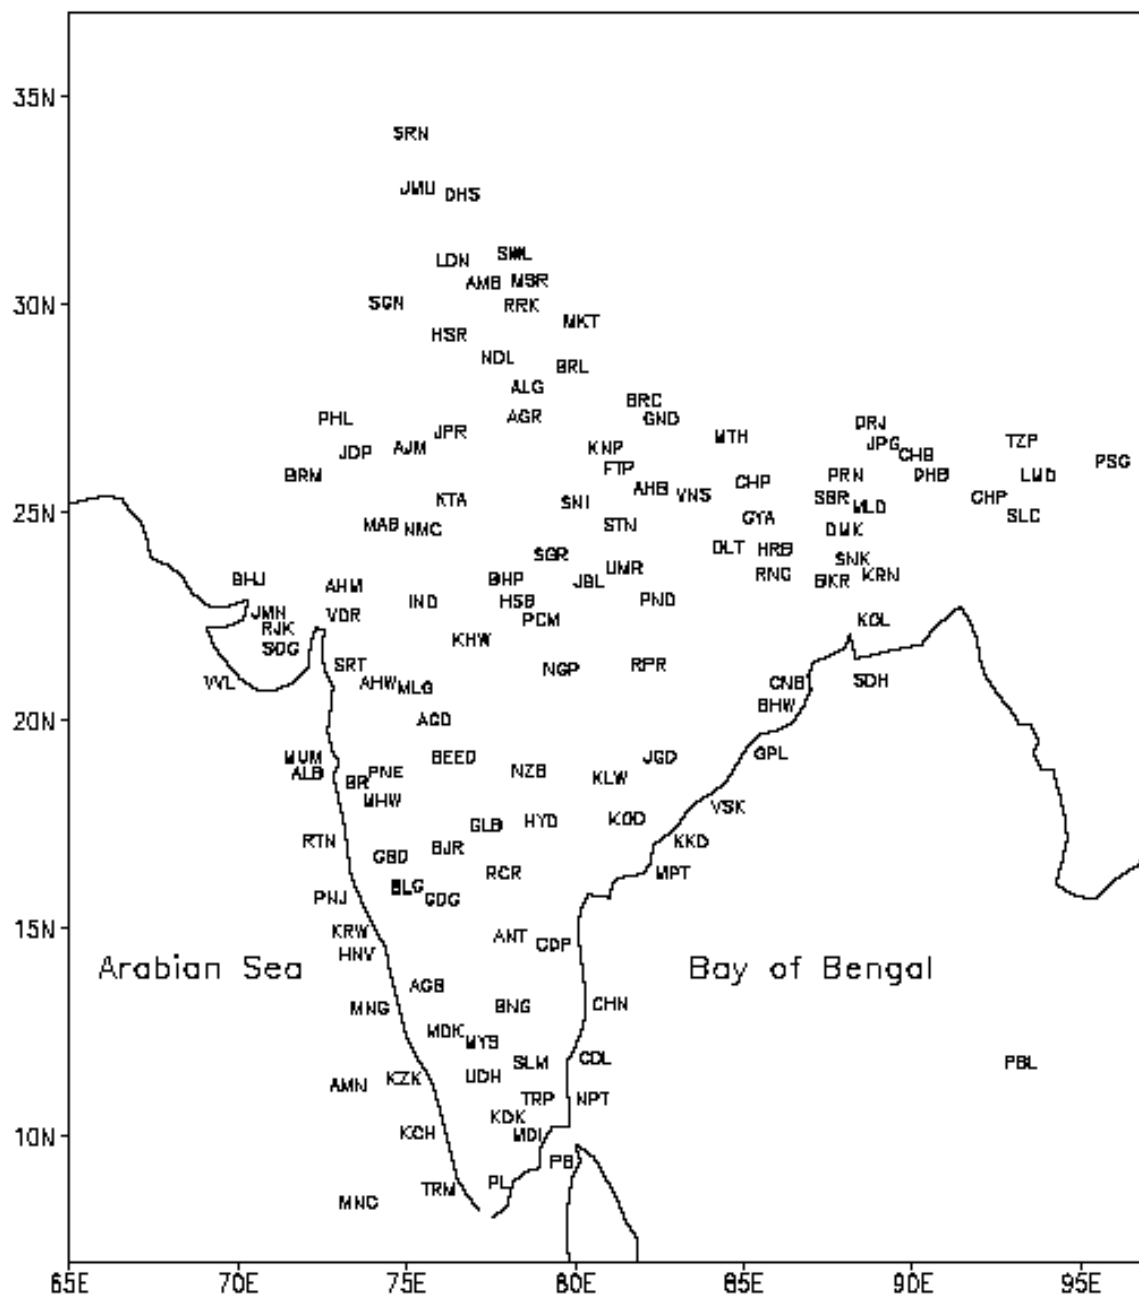 35N
SRN
JMU DHS
LDN SML
AMB MSR
30N SGN RRK
MKT
HSR
NDL BRL
ALG
BRC
PHL AGR GND DRJ
JPR MTH JPG TZP
JDP AJM KNP CHB PSG
BRM FTP CHP PRN DHB LMD
AHB VNS
KTA SNI SBR GHP
25N MAB NMC STN GYA MLD SLC
DMK
SGR DLT HRB SNK
BHJ AHM BHP JBL UMR RNC BKR KRN
IND HSB PND
JMN VDR PCM KOL
RJK
SDG KHW
SRT NGP RPR
VVL AHW MLG CNB SDH
BHW
20N AGD
MUM BEED JGD GPL
ALB PNE NZB KLW
BR
MHW VSK
GLB HYD KGD
RTN BJR KKD
GBD RCR MPT
BLG
PNJ GDG
15N KRW ANT
HNV CDP
Arabian Sea Bay of Bengal
AGB
MNG BNG CHN
MDK MYS
SLM CDL PBL
AMN KZK UDH
TRP NPT
KDK
10N KCH MDI
PB
TRM PL
MNC
65E 70E 75E 80E 85E 90E 95E